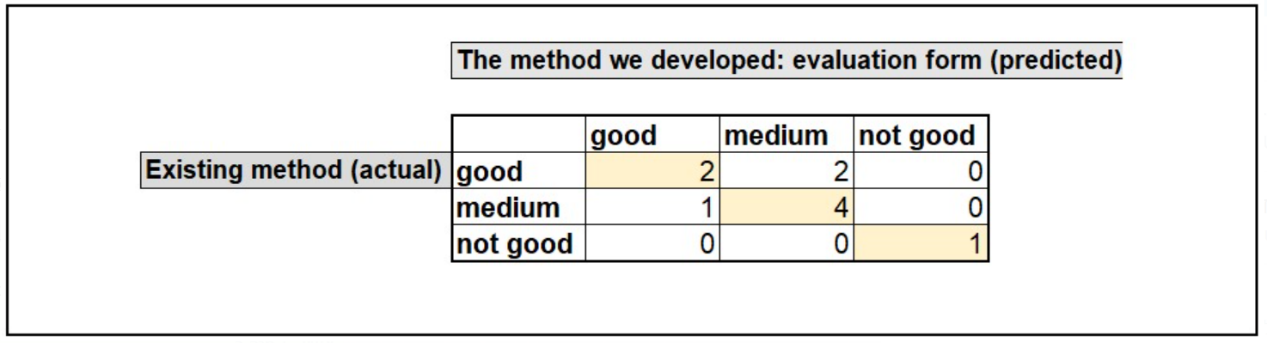 The method we developed: evaluation form (predicted)
good medium not good
Existing method (actual) good 2 2 0
medium 1 4 0
not good 0 0 1